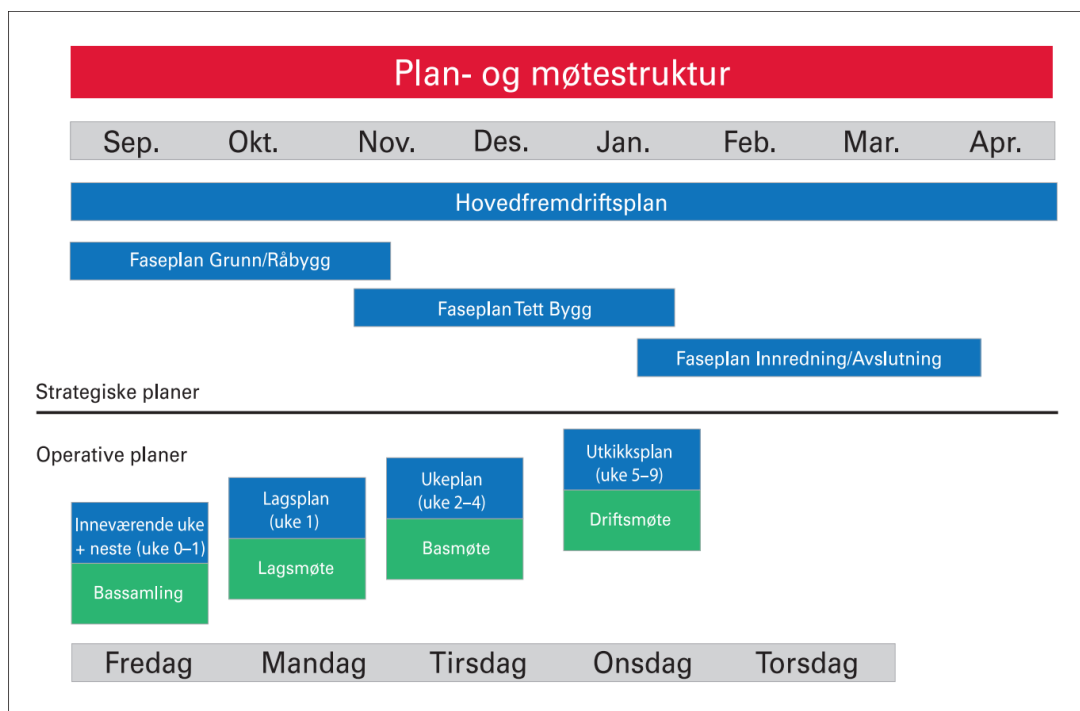 Plan- og møtestruktur
Sep. Okt. Nov. Des. Jan. Feb. Mar. Apr.
Hovedfremdriftsplan
Faseplan Grunn/Råbygg
Faseplan Tett Bygg
Faseplan Innredning/Avslutning
Strategiske planer
Operative planer
Inneværende uke
+ neste (uke 0–1)
Bassamling
Lagsplan
(uke 1)
Lagsmøte
Ukeplan
(uke 2–4)
Basmøte
Utkikksplan
(uke 5–9)
Driftsmøte
Fredag Mandag Tirsdag Onsdag Torsdag